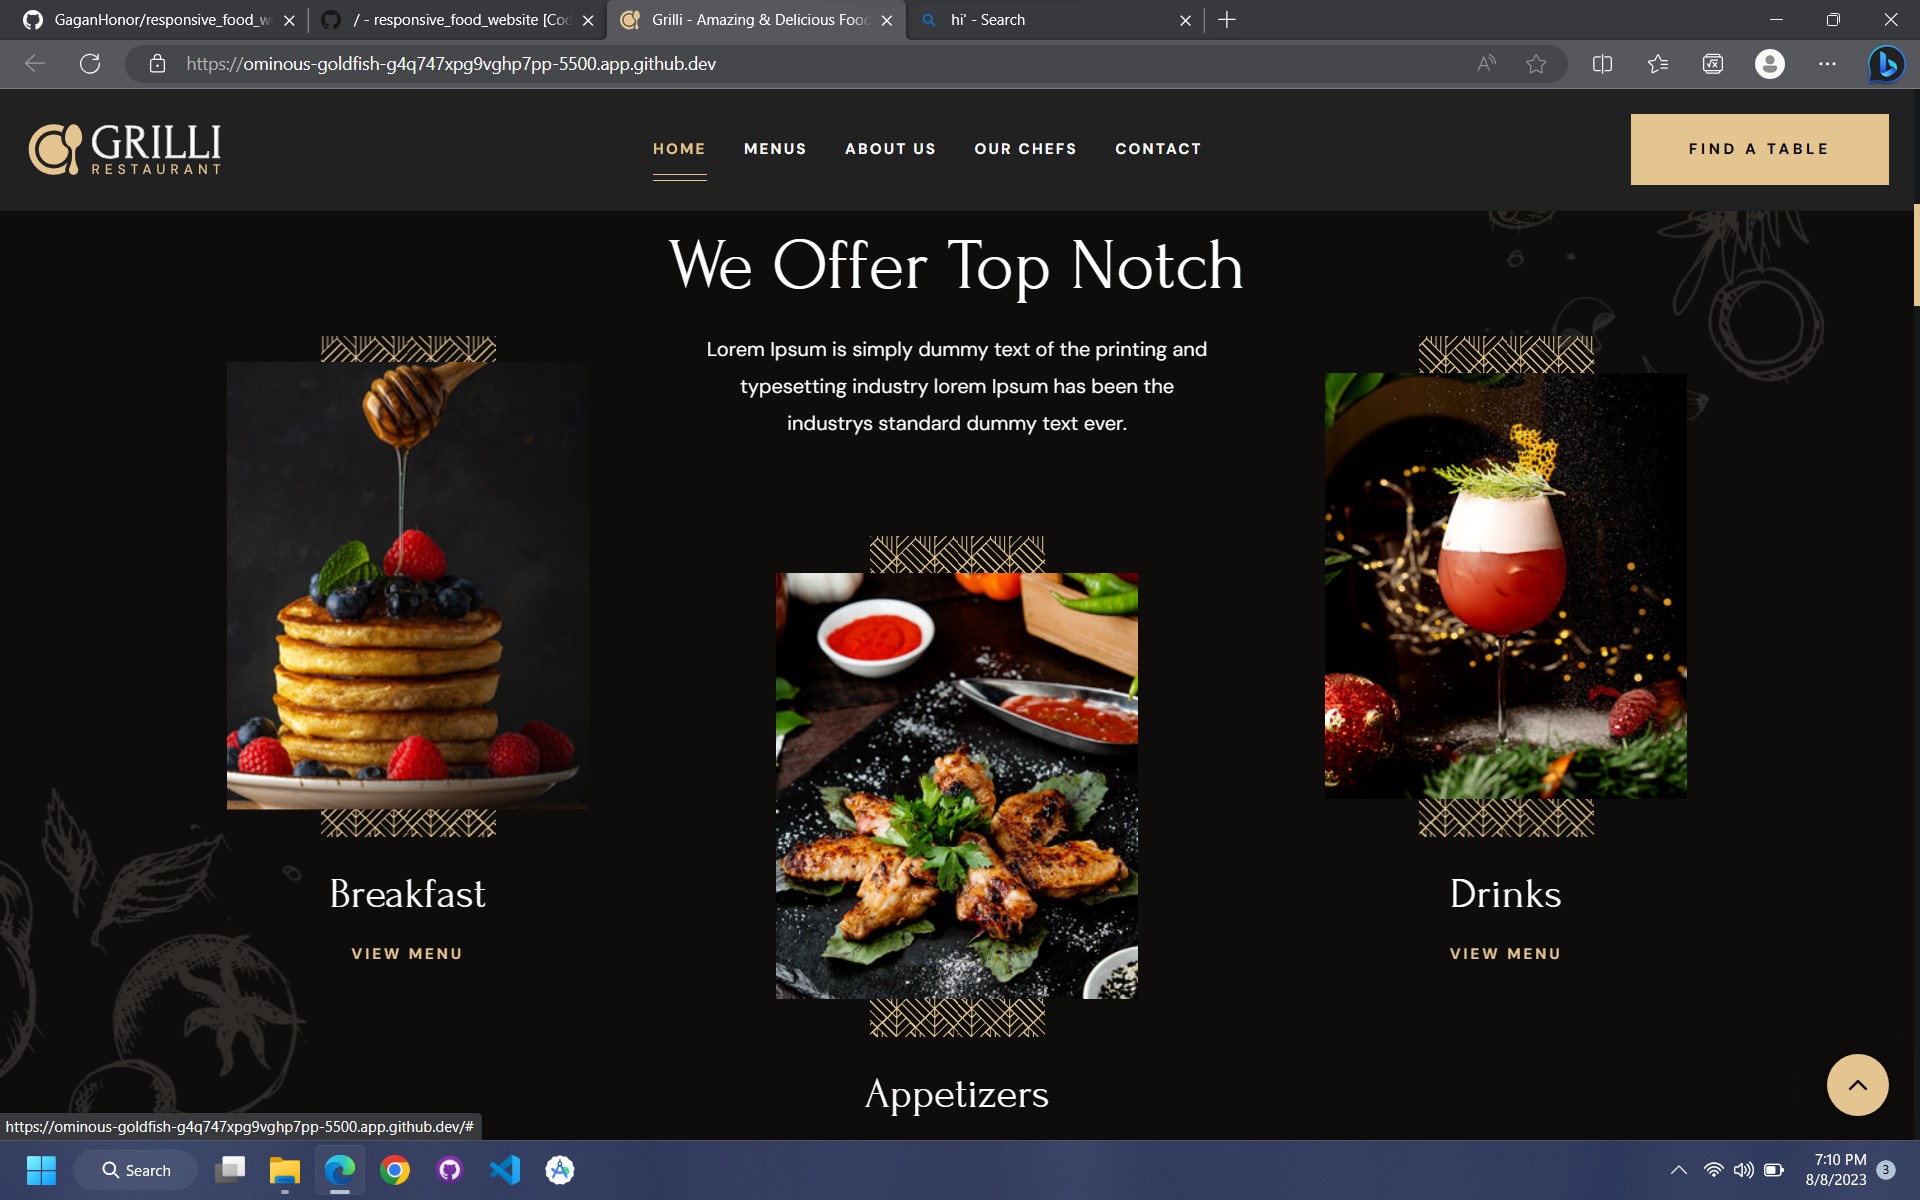 GaganHonor/responsive_food_w
/ - responsive_food_website [Co
Grilli - Amazing & Delicious Food
hi' - Search
https://ominous-goldfish-g4q747xpg9vghp7pp-5500.app.github.dev
GRILLI
RESTAURANT
HOME
MENUS
ABOUT US
OUR CHEFS
CONTACT
FIND A TABLE
We Offer Top Notch
Lorem Ipsum is simply dummy text of the printing and
typesetting industry lorem Ipsum has been the
industrys standard dummy text ever.
Breakfast
VIEW MENU
Appetizers
Drinks
VIEW MENU
https://ominous-goldfish-g4q747xpg9vghp7pp-5500.app.github.dev/#
Search
7:10 PM
8/8/2023
3